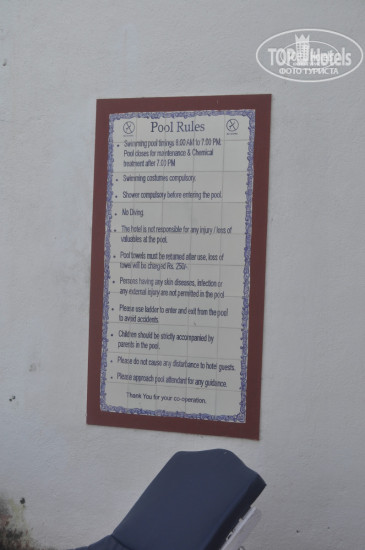 TOP Hotels
ФОТО ТУРИСТА
Pool Rules
Swimming pool timings 8:00 AM to 7:00 PM.
Pool closes for maintenance & Chemical
treatment after 7:00 PM
Swimming costumes compulsory
Shower compulsory before entering the pool.
No Diving.
The hotel is not responsible for any injury / loss of
valuables at the pool.
Pool towels must be returned after use, loss of
towel will be charged Rs. 250/-
Persons having any skin diseases, infection or
any external injury are not permitted in the pool
Please use ladder to enter and exit from the pool
to avoid accidents.
Children should be strictly accompanied by
parents in the pool.
Please do not cause any disturbance to hotel guests.
Please approach pool attendant for any guidance.
Thank You for your co-operation.